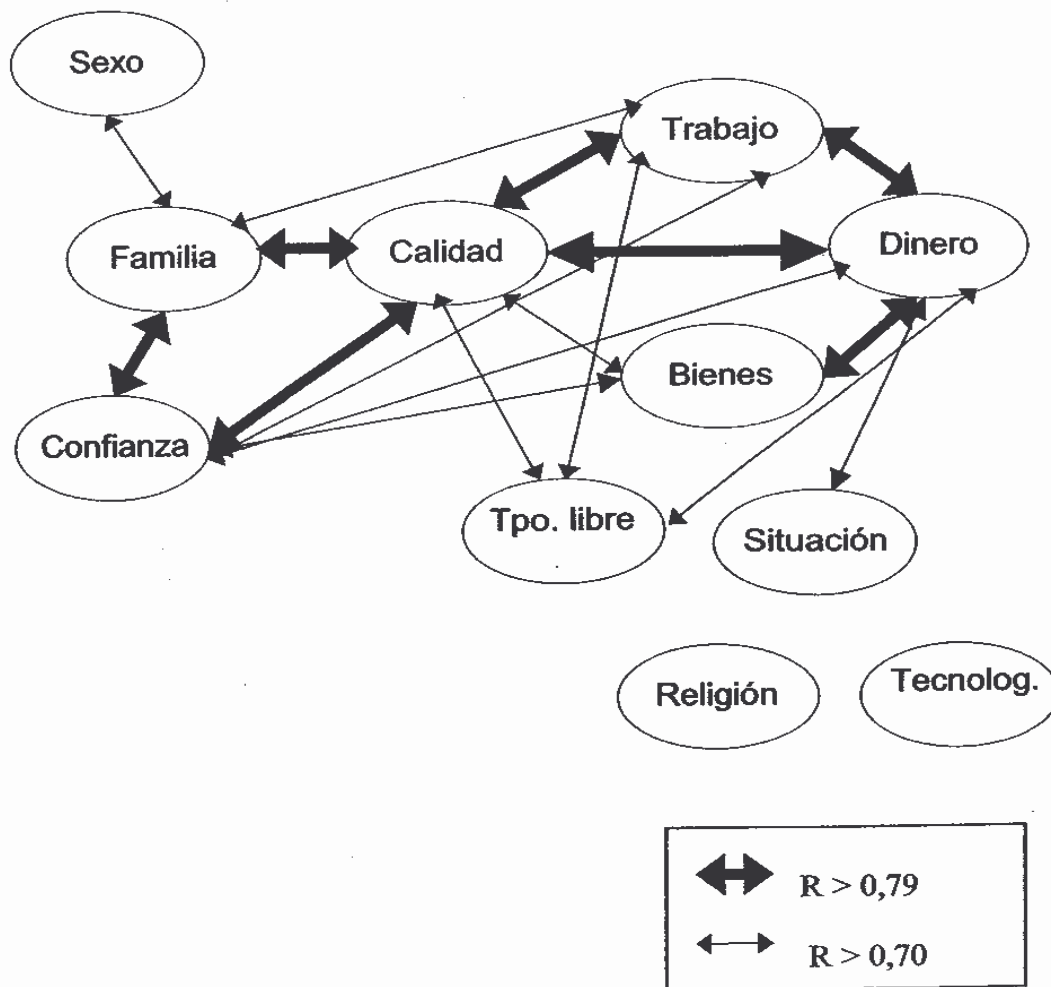 Sexo
Trabajo
Familia
Calidad
Dinero
Bienes
Confianza
Tpo. libre
Situación
Religión
Tecnolog.
R > 0,79
R > 0,70